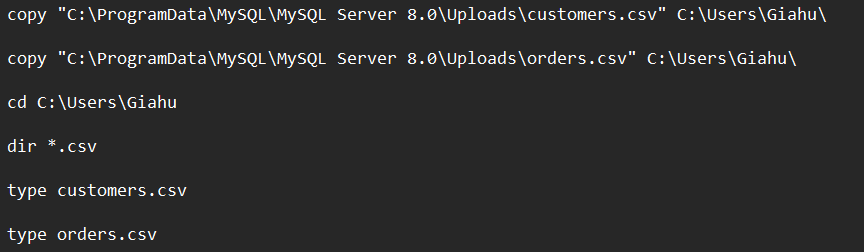 copy "C:\ProgramData\MySQL\MySQL Server 8.0\Uploads\customers.csv" C:\Users\Giahu\
copy "C:\ProgramData\MySQL\MySQL Server 8.0\Uploads\orders.csv" C:\Users\Giahu\
cd C:\Users\Giahu
dir *.csv
type customers.csv
type orders.csv